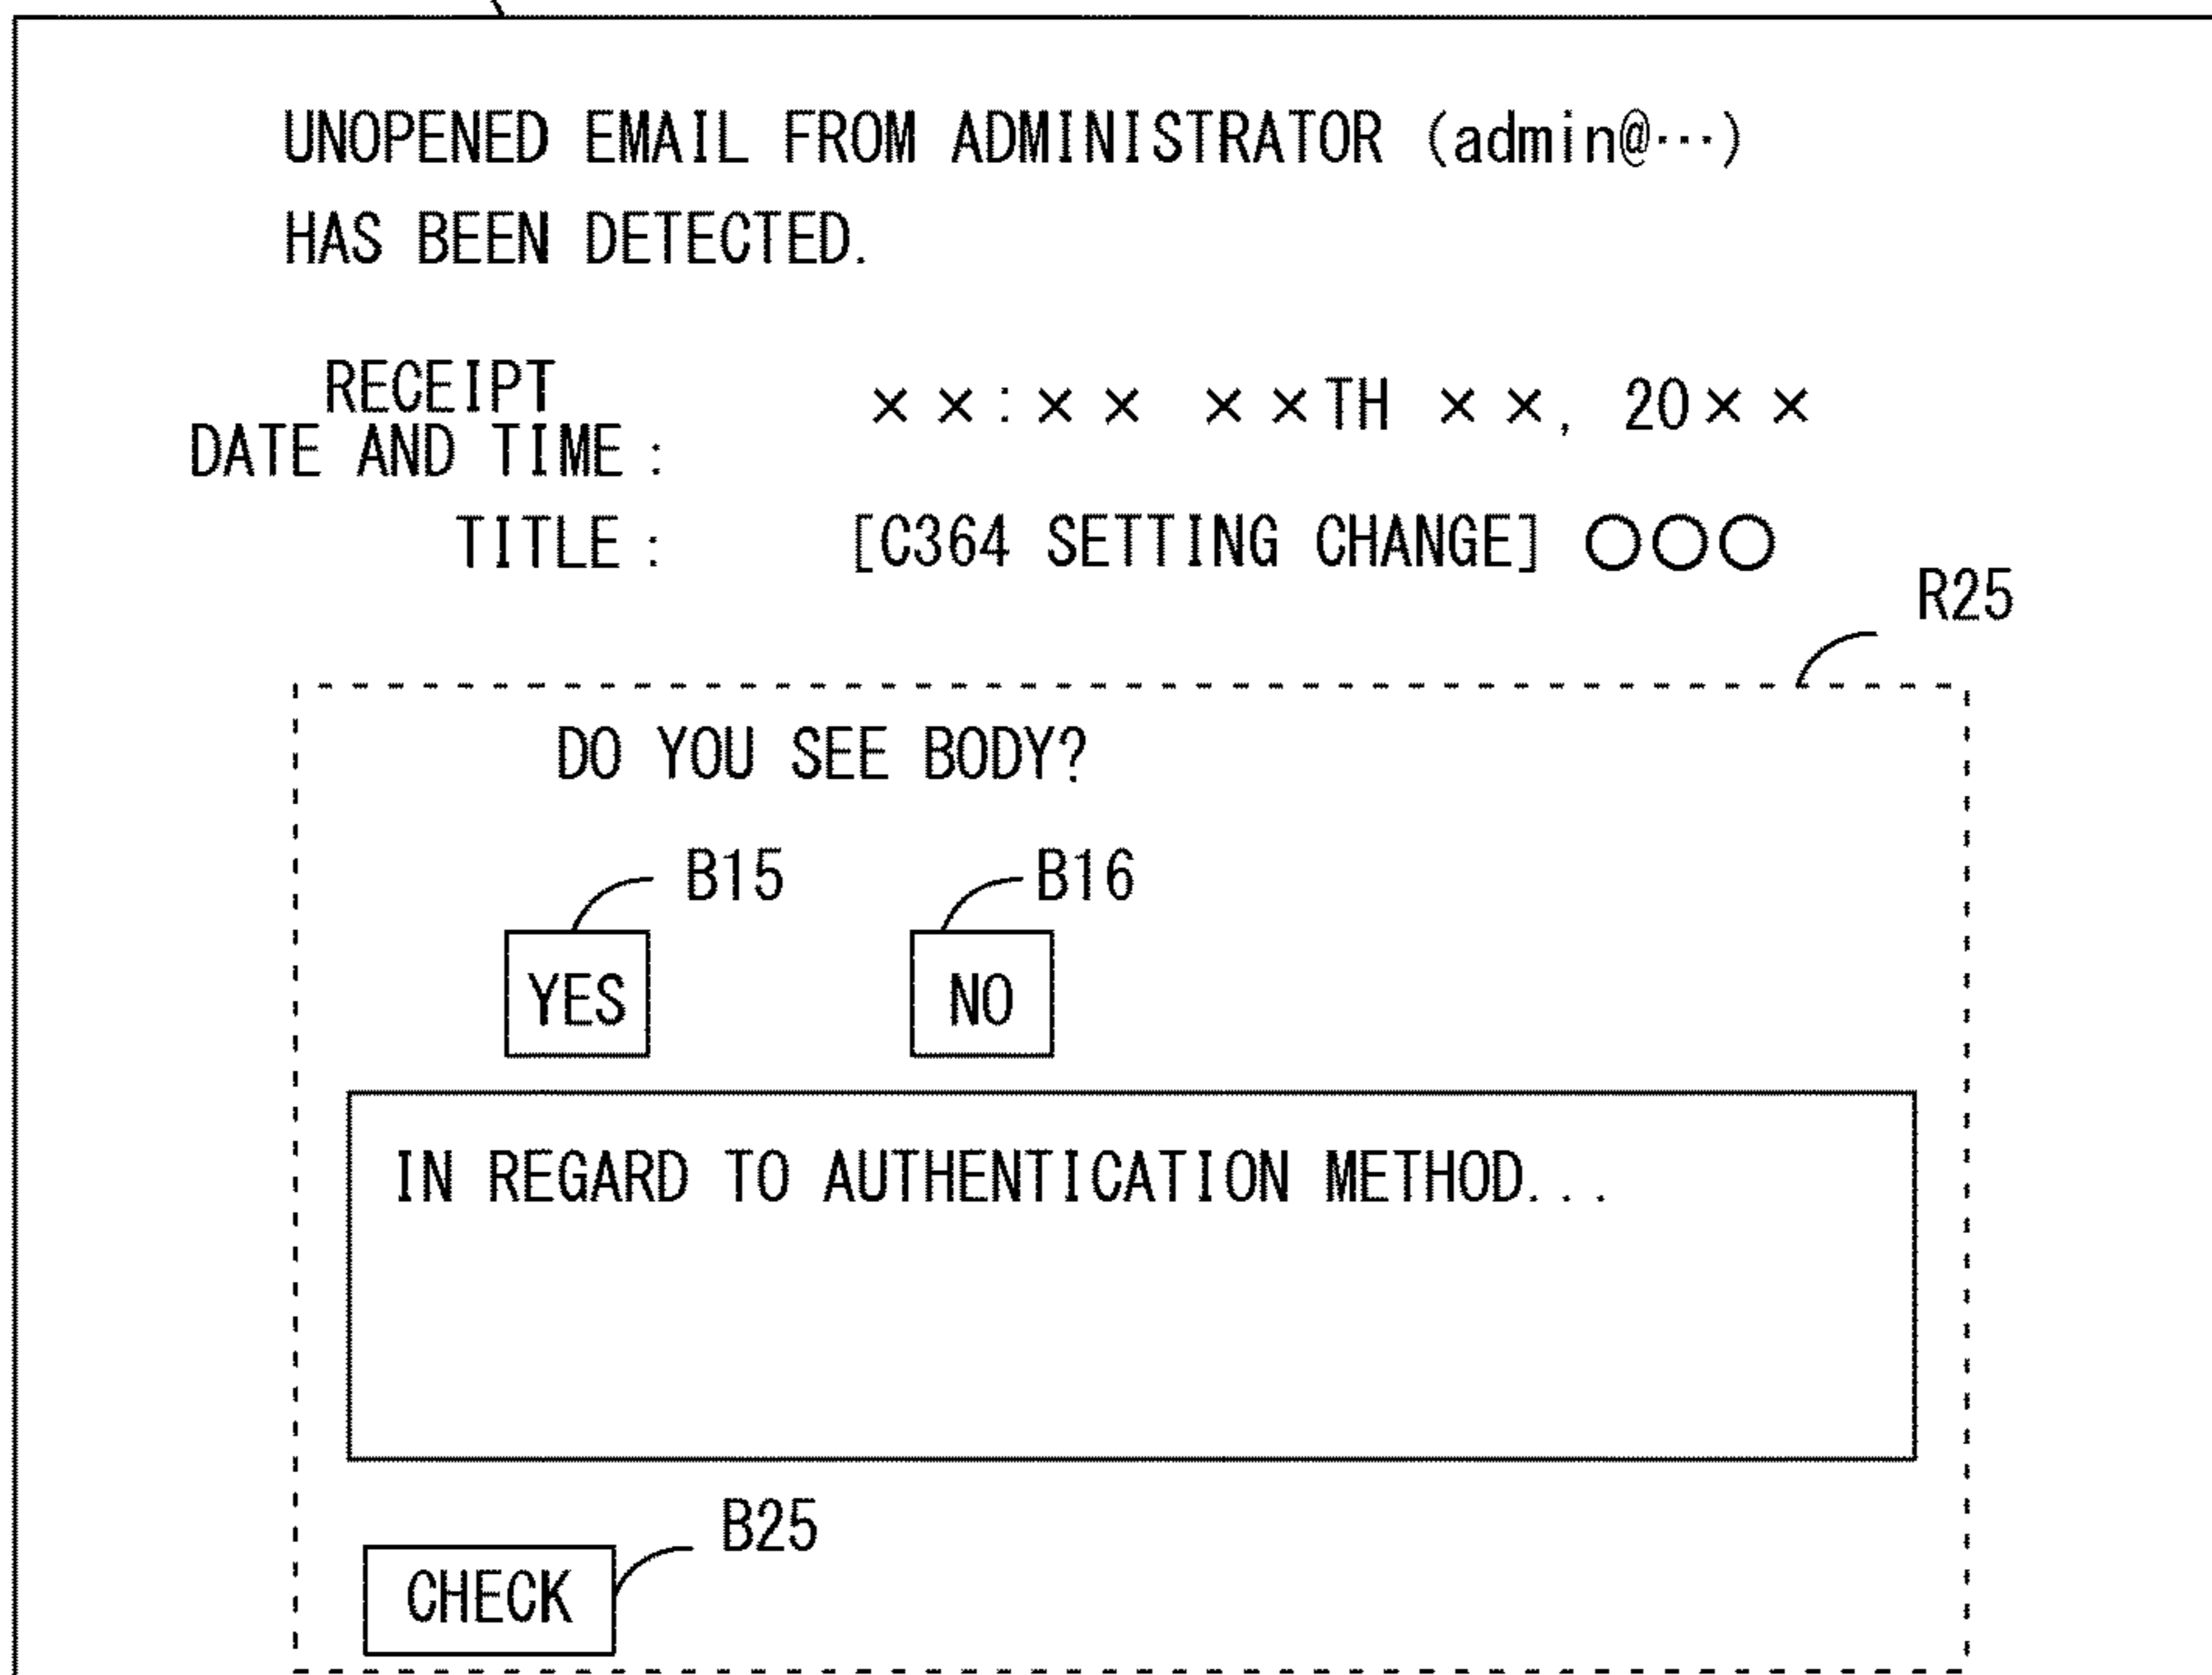 UNOPENED EMAIL FROM ADMINISTRATOR (admin@···)
HAS BEEN DETECTED.
RECEIPT
DATE AND TIME :
××:×× ××TH ××, 20××
TITLE : [C364 SETTING CHANGE] ○○○
R25
DO YOU SEE BODY?
B15 B16
YES NO
IN REGARD TO AUTHENTICATION METHOD...
B25
CHECK